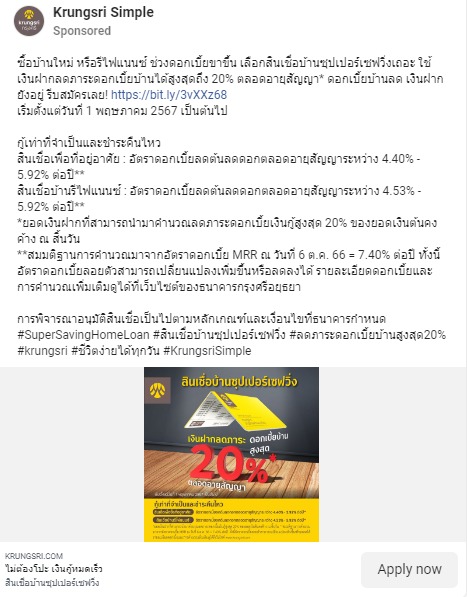 krungsri
กรุงศรี
Krungsri Simple
Sponsored
ซื้อบ้านใหม่ หรือรีไฟแนนซ์ ช่วงดอกเบี้ยขาขึ้น เลือกสินเชื่อบ้านซุปเปอร์เซฟวิ่งเถอะ ใช้
เงินฝากลดภาระดอกเบี้ยบ้านได้สูงสุดถึง 20% ตลอดอายุสัญญา* ดอกเบี้ยบ้านลด เงินฝาก
ยังอยู่ รีบสมัครเลย! https://bit.ly/3vXXz68
เริ่มตั้งแต่วันที่ 1 พฤษภาคม 2567 เป็นต้นไป
กู้เท่าที่จำเป็นและชำระคืนไหว
สินเชื่อเพื่อที่อยู่อาศัย : อัตราดอกเบี้ยลดต้นลดดอกตลอดอายุสัญญาระหว่าง 4.40% -
5.92% ต่อปี**
สินเชื่อบ้านรีไฟแนนซ์ : อัตราดอกเบี้ยลดต้นลดดอกตลอดอายุสัญญาระหว่าง 4.53% -
5.92% ต่อปี**
*ยอดเงินฝากที่สามารถนำมาคำนวณลดภาระดอกเบี้ยเงินกู้สูงสุด 20% ของยอดเงินต้นคง
ค้าง ณ สิ้นวัน
**สมมติฐานการคำนวณมาจากอัตราดอกเบี้ย MRR ณ วันที่ 6 ต.ค. 66 = 7.40% ต่อปี ทั้งนี้
อัตราดอกเบี้ยลอยตัวสามารถเปลี่ยนแปลงเพิ่มขึ้นหรือลดลงได้ รายละเอียดดอกเบี้ยและ
การคำนวณเพิ่มเติมดูได้ที่เว็บไซต์ของธนาคารกรุงศรีอยุธยา
การพิจารณาอนุมัติสินเชื่อเป็นไปตามหลักเกณฑ์และเงื่อนไขที่ธนาคารกำหนด
#SuperSavingHomeLoan #สินเชื่อบ้านซุปเปอร์เซฟวิ่ง #ลดภาระดอกเบี้ยบ้านสูงสุด20%
#krungsri #ชีวิตง่ายได้ทุกวัน #KrungsriSimple
สินเชื่อบ้านซุปเปอร์เซฟวิ่ง
เงินฝากลดภาระ ดอกเบี้ยบ้าน
สูงสุด
20%*
ตลอดอายุสัญญา
กู้เท่าที่จำเป็นและชำระคืนไหว
KRUNGSRI.COM
ไม่ต้องโปะ เงินกู้หมดเร็ว
สินเชื่อบ้านซุปเปอร์เซฟวิ่ง
Apply now